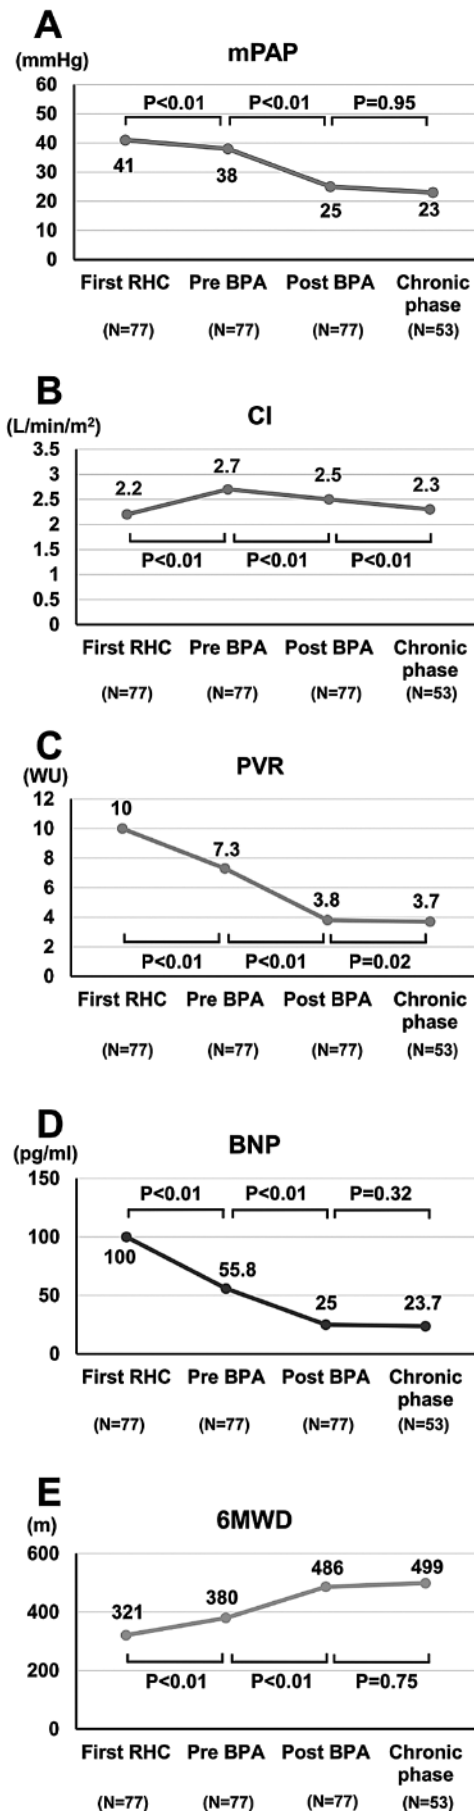 A
(mmHg)
mPAP
60
50
40
30
20
10
0
P<0.01 P<0.01 P=0.95
41 38 25 23
First RHC Pre BPA Post BPA Chronic
phase
(N=77) (N=77) (N=77) (N=53)
B
(L/min/m²)
CI
3.5
3
2.5
2
1.5
1
0.5
0
2.2 2.7 2.5 2.3
P<0.01 P<0.01 P<0.01
First RHC Pre BPA Post BPA Chronic
phase
(N=77) (N=77) (N=77) (N=53)
C
(WU)
PVR
12
10
8
6
4
2
0
10 7.3 3.8 3.7
P<0.01 P<0.01 P=0.02
First RHC Pre BPA Post BPA Chronic
phase
(N=77) (N=77) (N=77) (N=53)
D
(pg/ml)
BNP
150
100
50
0
P<0.01 P<0.01 P=0.32
100 55.8 25 23.7
First RHC Pre BPA Post BPA Chronic
phase
(N=77) (N=77) (N=77) (N=53)
E
(m)
6MWD
600
400
200
0
321 380 486 499
P<0.01 P<0.01 P=0.75
First RHC Pre BPA Post BPA Chronic
phase
(N=77) (N=77) (N=77) (N=53)